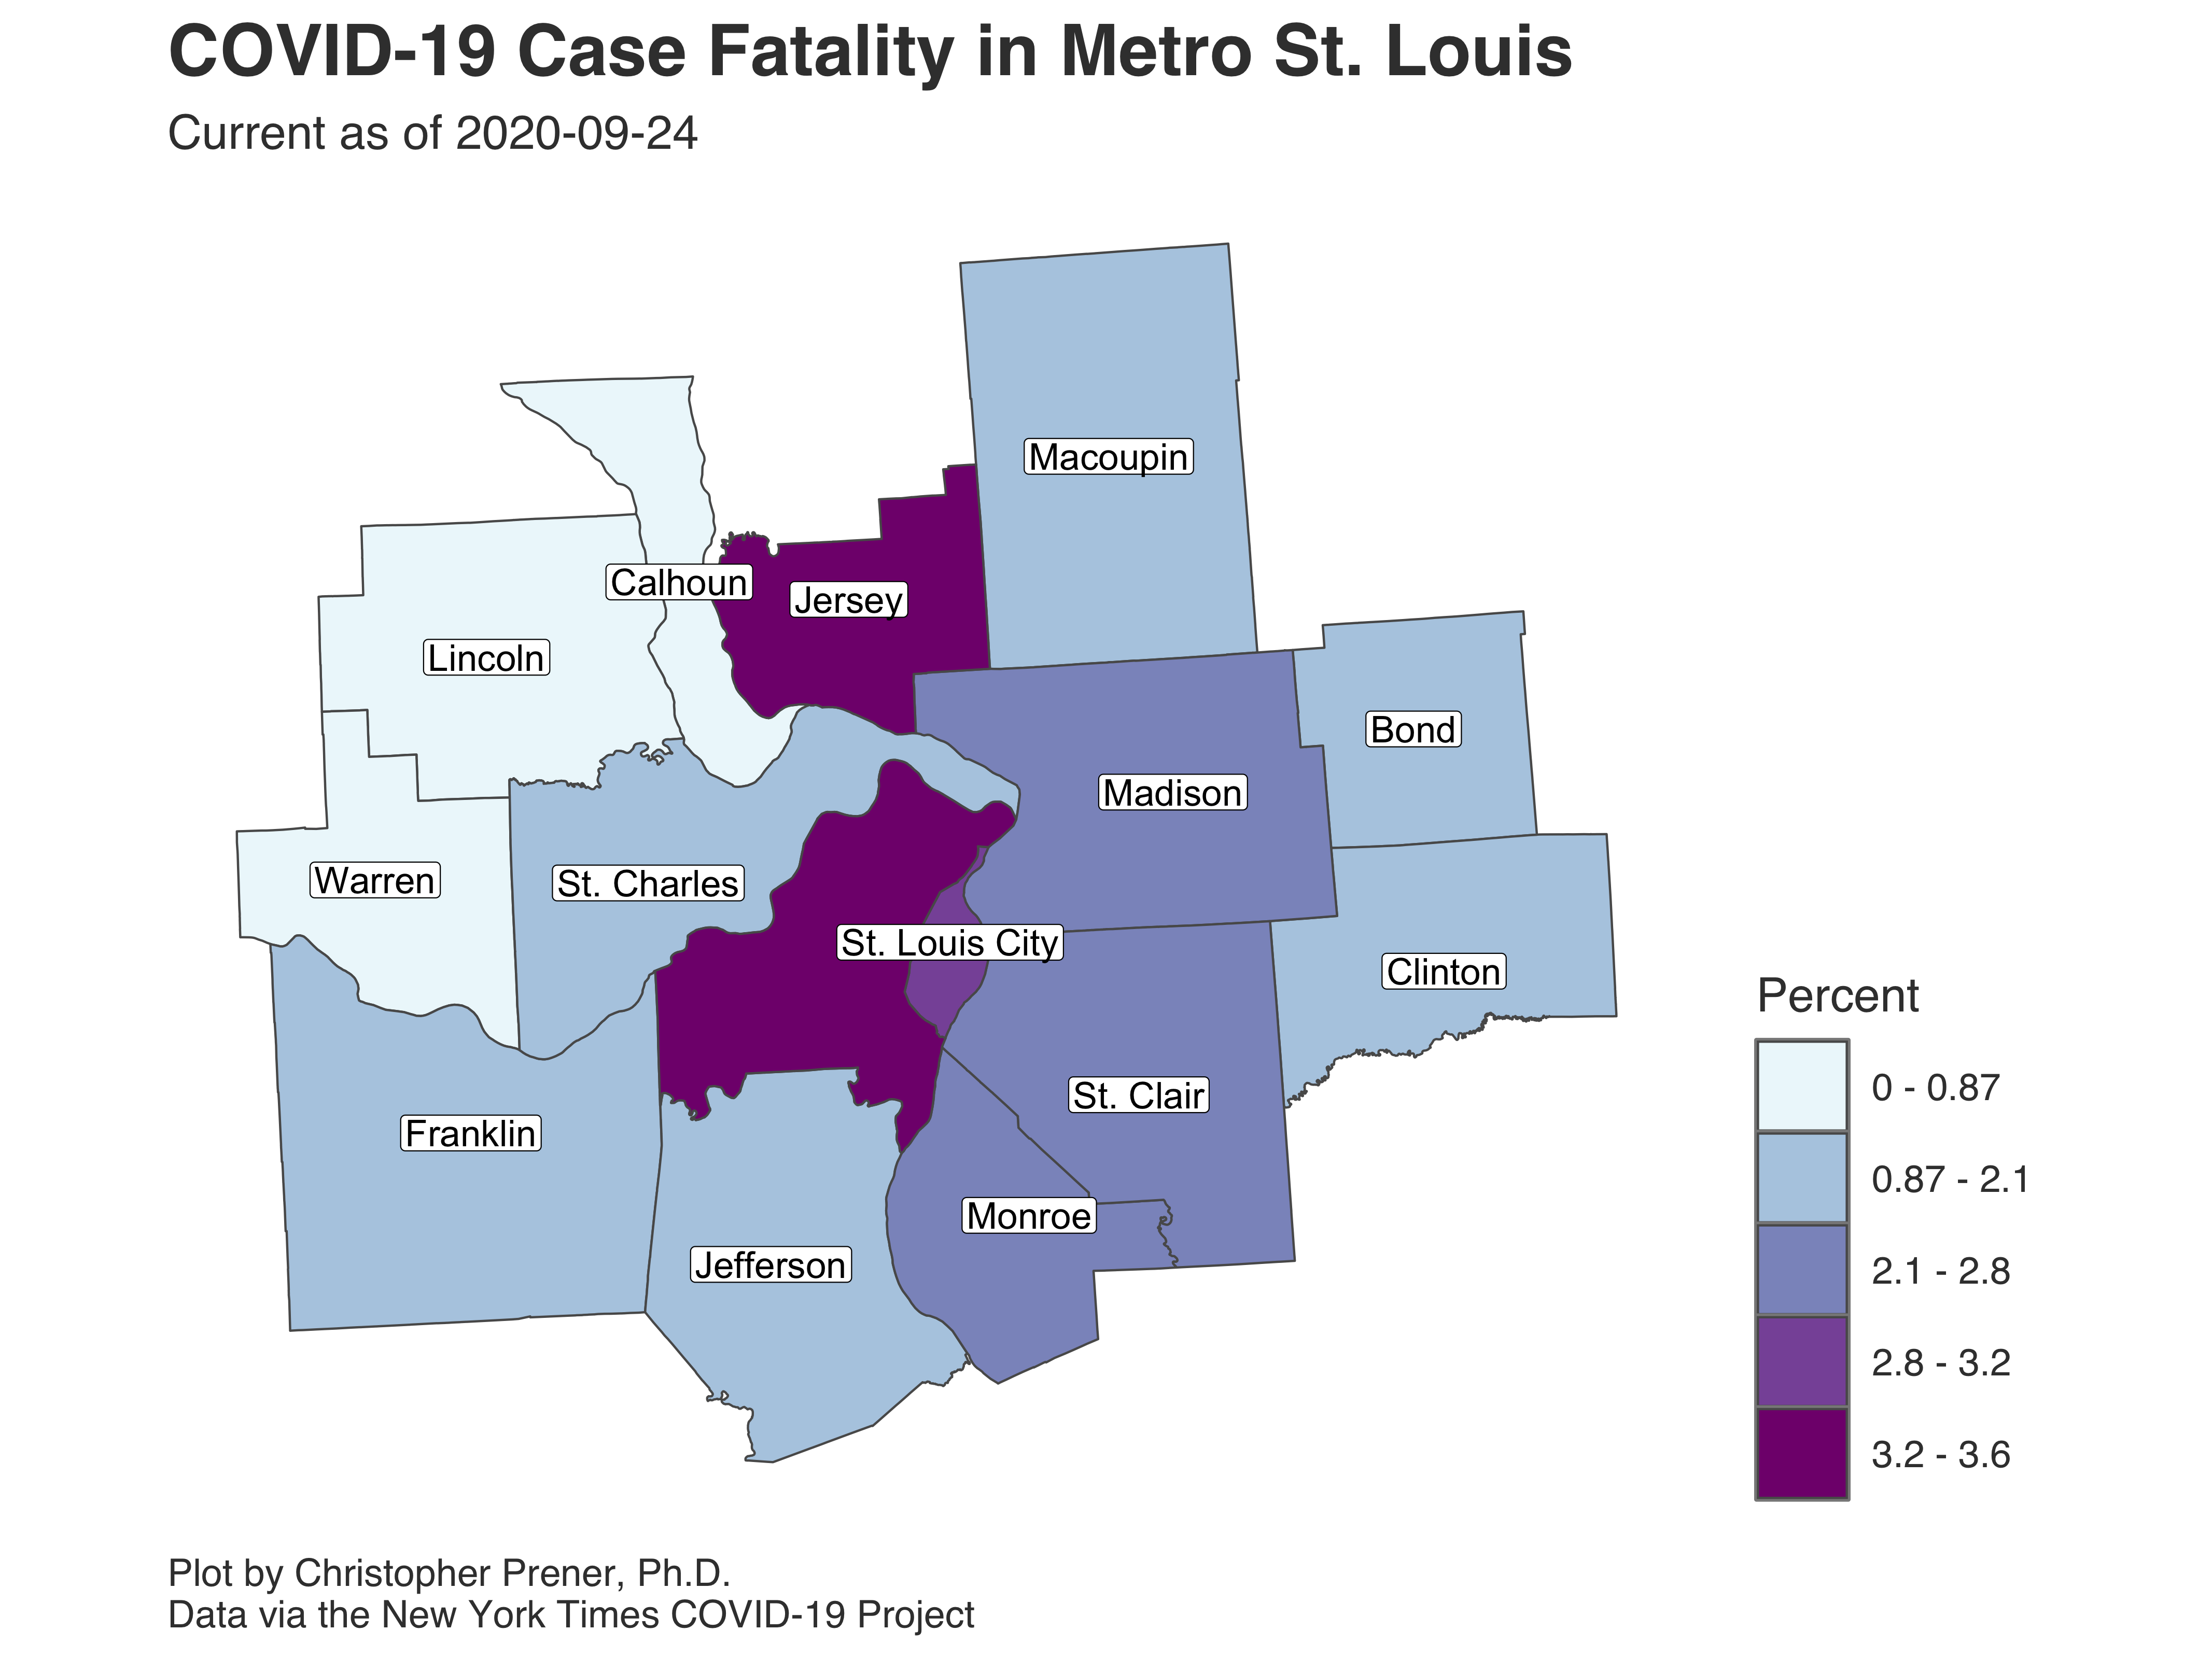 COVID-19 Case Fatality in Metro St. Louis
Current as of 2020-09-24
Macoupin
Calhoun
Jersey
Lincoln
Bond
Madison
Warren
St. Charles
St. Louis City
Clinton
St. Clair
Franklin
Monroe
Jefferson
Percent
0 - 0.87
0.87 - 2.1
2.1 - 2.8
2.8 - 3.2
3.2 - 3.6
Plot by Christopher Prener, Ph.D.
Data via the New York Times COVID-19 Project